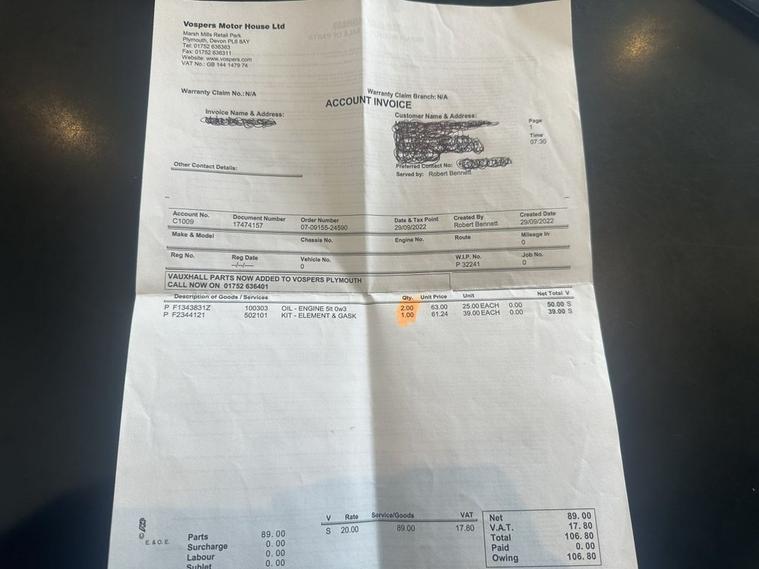 Vospers Motor House Ltd
Marsh Mills Retail Park
Plymouth, Devon PL6 8AY
Tel: 01752 636363
Fax: 01752 636311
Website: www.vospers.com
VAT No.: GB 144 1479 74
Warranty Claim No.: N/A
Warranty Claim Branch: N/A
ACCOUNT INVOICE
Invoice Name & Address:
Customer Name & Address:
Page
1
Time
07:30
Other Contact Details:
Preferred Contact No:
Served by: Robert Bennett
Account No. Document Number Order Number Date & Tax Point Created By Created Date
C1009 17474157 07-09155-24590 29/09/2022 Robert Bennett 29/09/2022
Make & Model Chassis No. Engine No. Route Mileage In
0
Reg No. Reg Date Vehicle No. W.I.P. No. Job No.
--/--/-- 0 P 32241 0
VAUXHALL PARTS NOW ADDED TO VOSPERS PLYMOUTH
CALL NOW ON 01752 636401
Description of Goods / Services Qty. Unit Price Unit Net Total V
P F1343831Z 100303 OIL - ENGINE 5lt 0w3 2.00 63.00 25.00 EACH 0.00 50.00 S
P F2344121 502101 KIT - ELEMENT & GASK 1.00 61.24 39.00 EACH 0.00 39.00 S
E. & O. E.
Parts 89.00
Surcharge 0.00
Labour 0.00
Sublet 0.00
V Rate Service/Goods VAT
S 20.00 89.00 17.80
Net 89.00
V.A.T. 17.80
Total 106.80
Paid 0.00
Owing 106.80